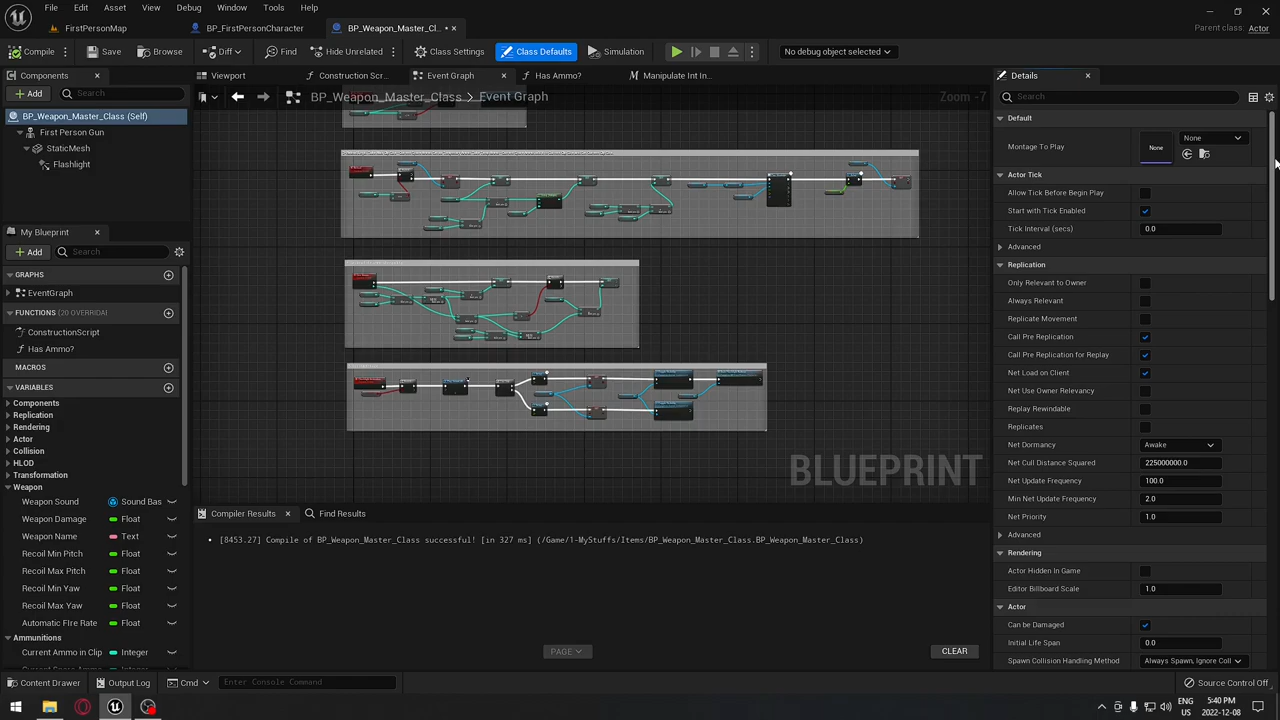 File Edit Asset View Debug Window Tools Help
FirstPersonMap
BP_FirstPersonCharacter
BP_Weapon_Master_Cl...
Parent class: Actor
Compile Save Browse Diff Find Hide Unrelated Class Settings Class Defaults Simulation No debug object selected
Components
Viewport
Construction Scr...
Event Graph
Has Ammo?
Manipulate Int In...
Details
Add Search
BP_Weapon_Master_Class > Event Graph
Zoom -7
Search
BP_Weapon_Master_Class (Self)
First Person Gun
StaticMesh
Flashlight
My Blueprint
Add Search
GRAPHS
EventGraph
FUNCTIONS (20 OVERRIDA)
ConstructionScript
Has Ammo?
MACROS
VARIABLES
Components
Replication
Rendering
Actor
Collision
HLOD
Transformation
Weapon
Weapon Sound Sound Bas
Weapon Damage Float
Weapon Name Text
Recoil Min Pitch Float
Recoil Max Pitch Float
Recoil Min Yaw Float
Recoil Max Yaw Float
Automatic FIre Rate Float
Ammunitions
Current Ammo in Clip Integer
BLUEPRINT
Compiler Results
Find Results
[8453.27] Compile of BP_Weapon_Master_Class successful! [in 327 ms] (/Game/1-MyStuffs/Items/BP_Weapon_Master_Class.BP_Weapon_Master_Class)
PAGE
CLEAR
Default
Montage To Play None None
Actor Tick
Allow Tick Before Begin Play
Start with Tick Enabled
Tick Interval (secs) 0.0
Advanced
Replication
Only Relevant to Owner
Always Relevant
Replicate Movement
Call Pre Replication
Call Pre Replication for Replay
Net Load on Client
Net Use Owner Relevancy
Replay Rewindable
Replicates
Net Dormancy Awake
Net Cull Distance Squared 225000000.0
Net Update Frequency 100.0
Min Net Update Frequency 2.0
Net Priority 1.0
Advanced
Rendering
Actor Hidden In Game
Editor Billboard Scale 1.0
Actor
Can be Damaged
Initial Life Span 0.0
Spawn Collision Handling Method Always Spawn, Ignore Coll
Content Drawer Output Log Cmd Enter Console Command
Source Control Off
ENG
US
5:40 PM
2022-12-08